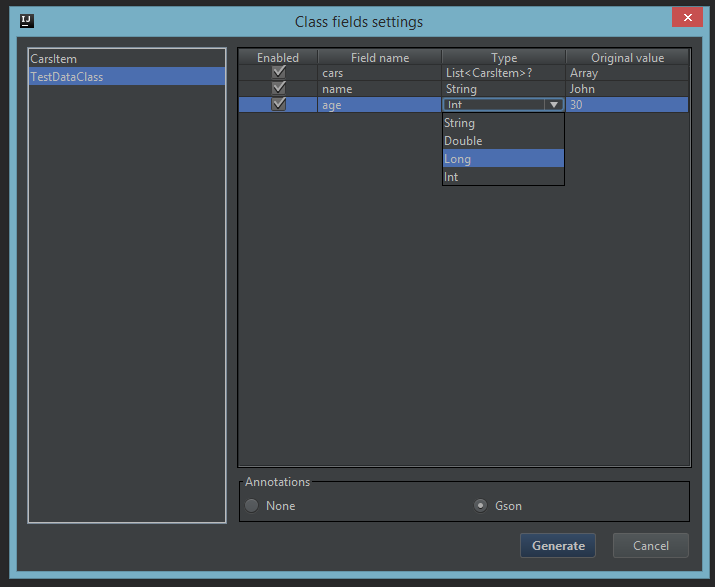 IJ
Class fields settings
CarsItem
TestDataClass
Enabled Field name Type Original value
cars List<CarsItem>? Array
name String John
age Int 30
String
Double
Long
Int
Annotations
None Gson
Generate Cancel